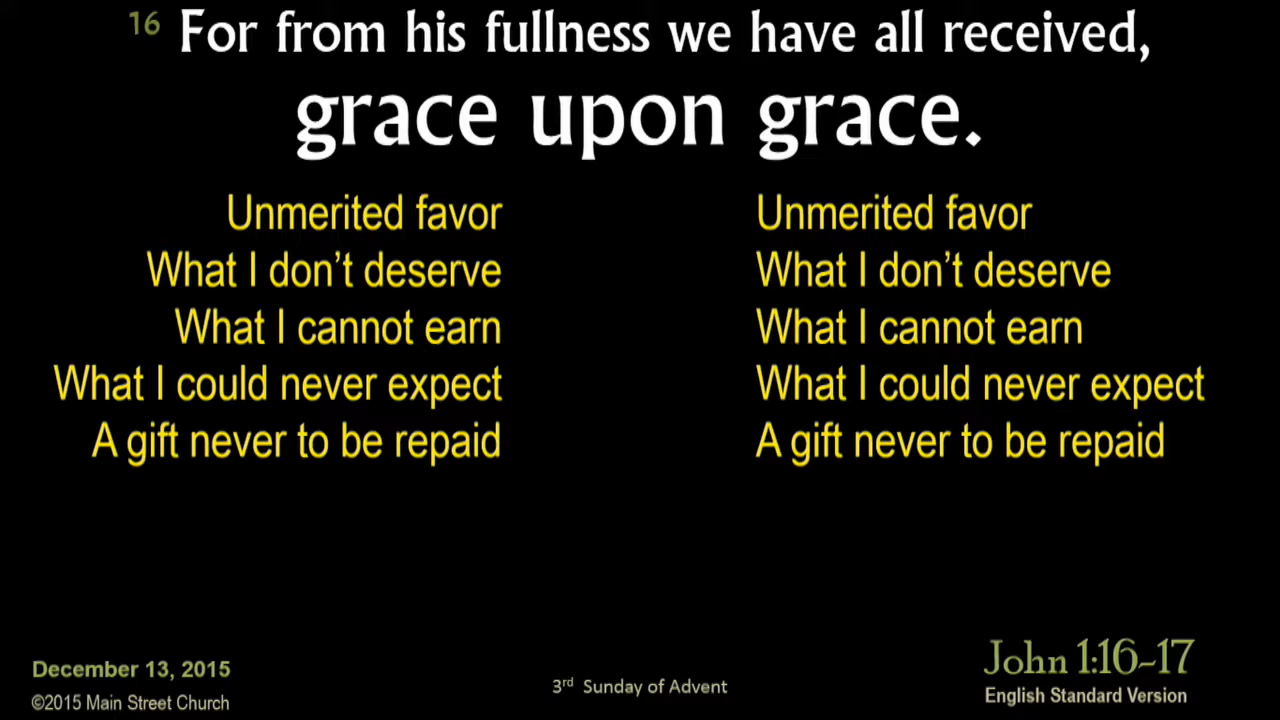 16 For from his fullness we have all received,
grace upon grace.
Unmerited favor
What I don’t deserve
What I cannot earn
What I could never expect
A gift never to be repaid
Unmerited favor
What I don’t deserve
What I cannot earn
What I could never expect
A gift never to be repaid
December 13, 2015
©2015 Main Street Church
3rd Sunday of Advent
John 1:16-17
English Standard Version